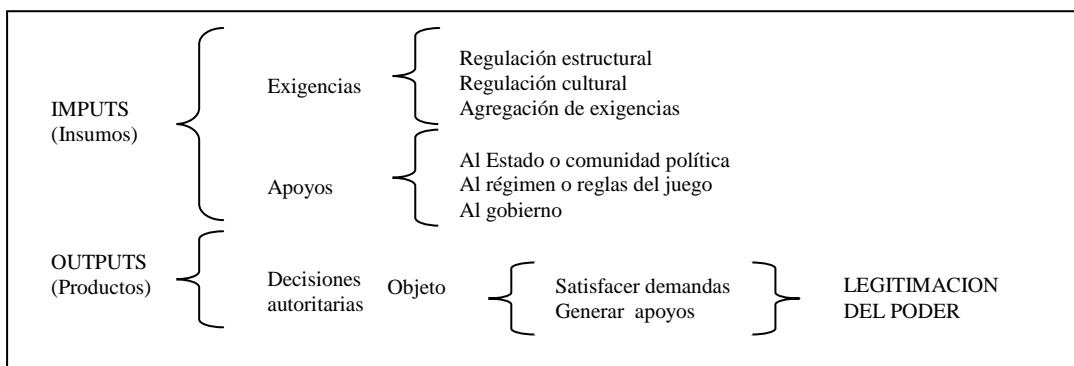 IMPUTS
(Insumos)
Exigencias
Regulación estructural
Regulación cultural
Agregación de exigencias
Apoyos
Al Estado o comunidad política
Al régimen o reglas del juego
Al gobierno
OUTPUTS
(Productos)
Decisiones
autoritarias
Objeto
Satisfacer demandas
Generar apoyos
LEGITIMACION
DEL PODER